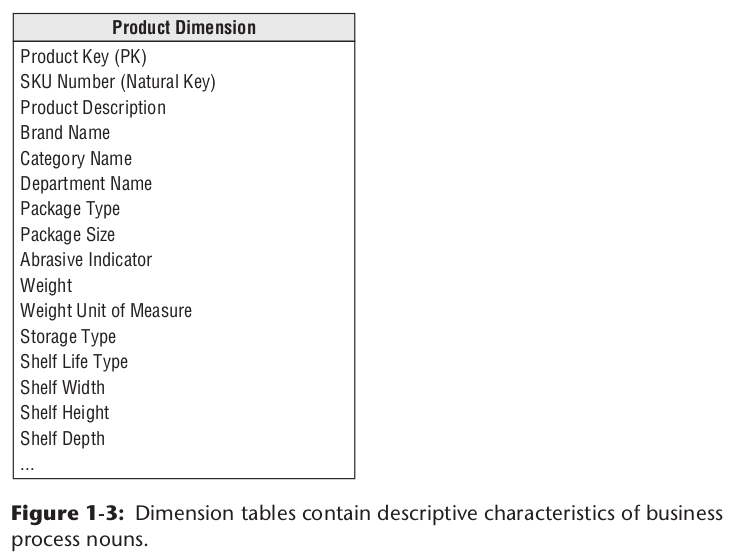 Product Dimension
Product Key (PK)
SKU Number (Natural Key)
Product Description
Brand Name
Category Name
Department Name
Package Type
Package Size
Abrasive Indicator
Weight
Weight Unit of Measure
Storage Type
Shelf Life Type
Shelf Width
Shelf Height
Shelf Depth
...
Figure 1-3: Dimension tables contain descriptive characteristics of business
process nouns.